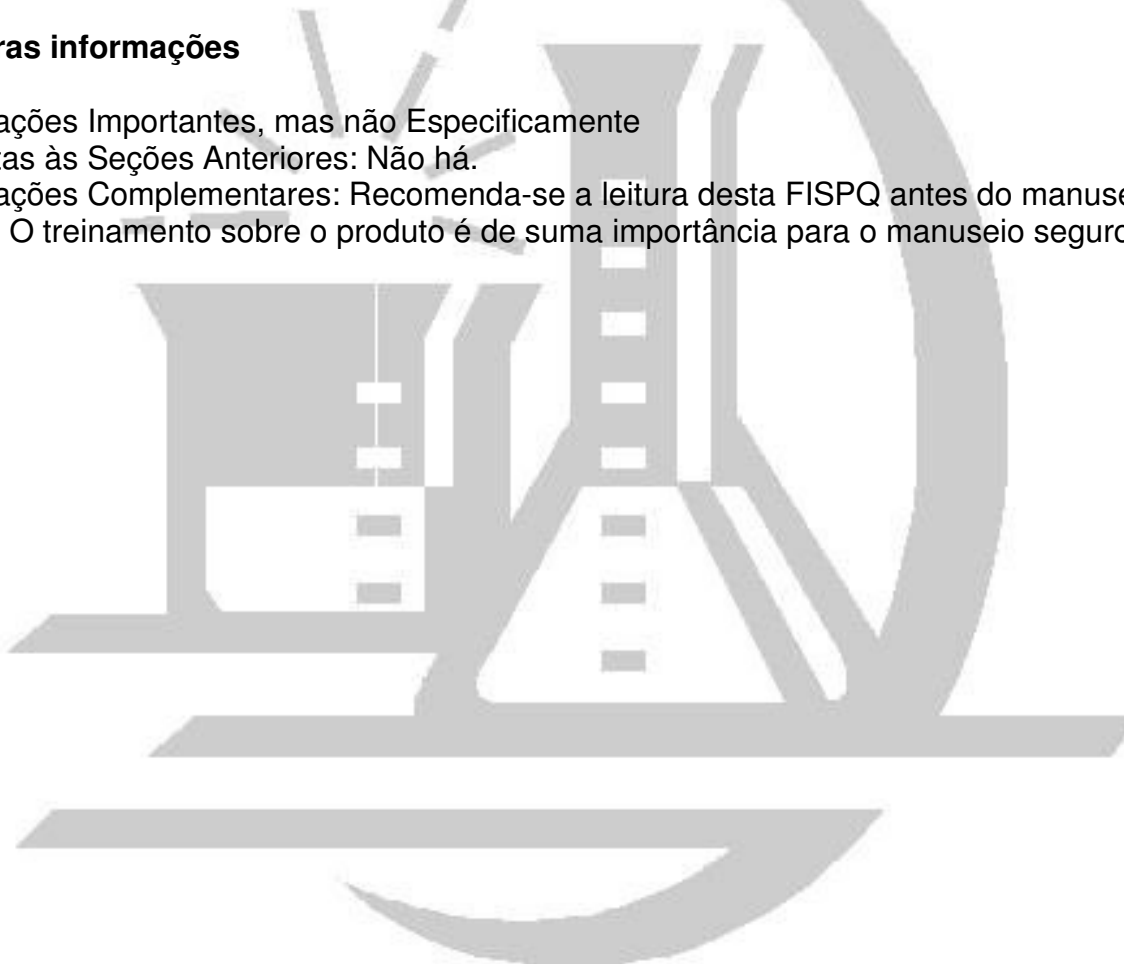 ras informações
ações Importantes, mas não Especificamente
tas às Seções Anteriores: Não há.
ações Complementares: Recomenda-se a leitura desta FISPQ antes do manuse
O treinamento sobre o produto é de suma importância para o manuseio seguro